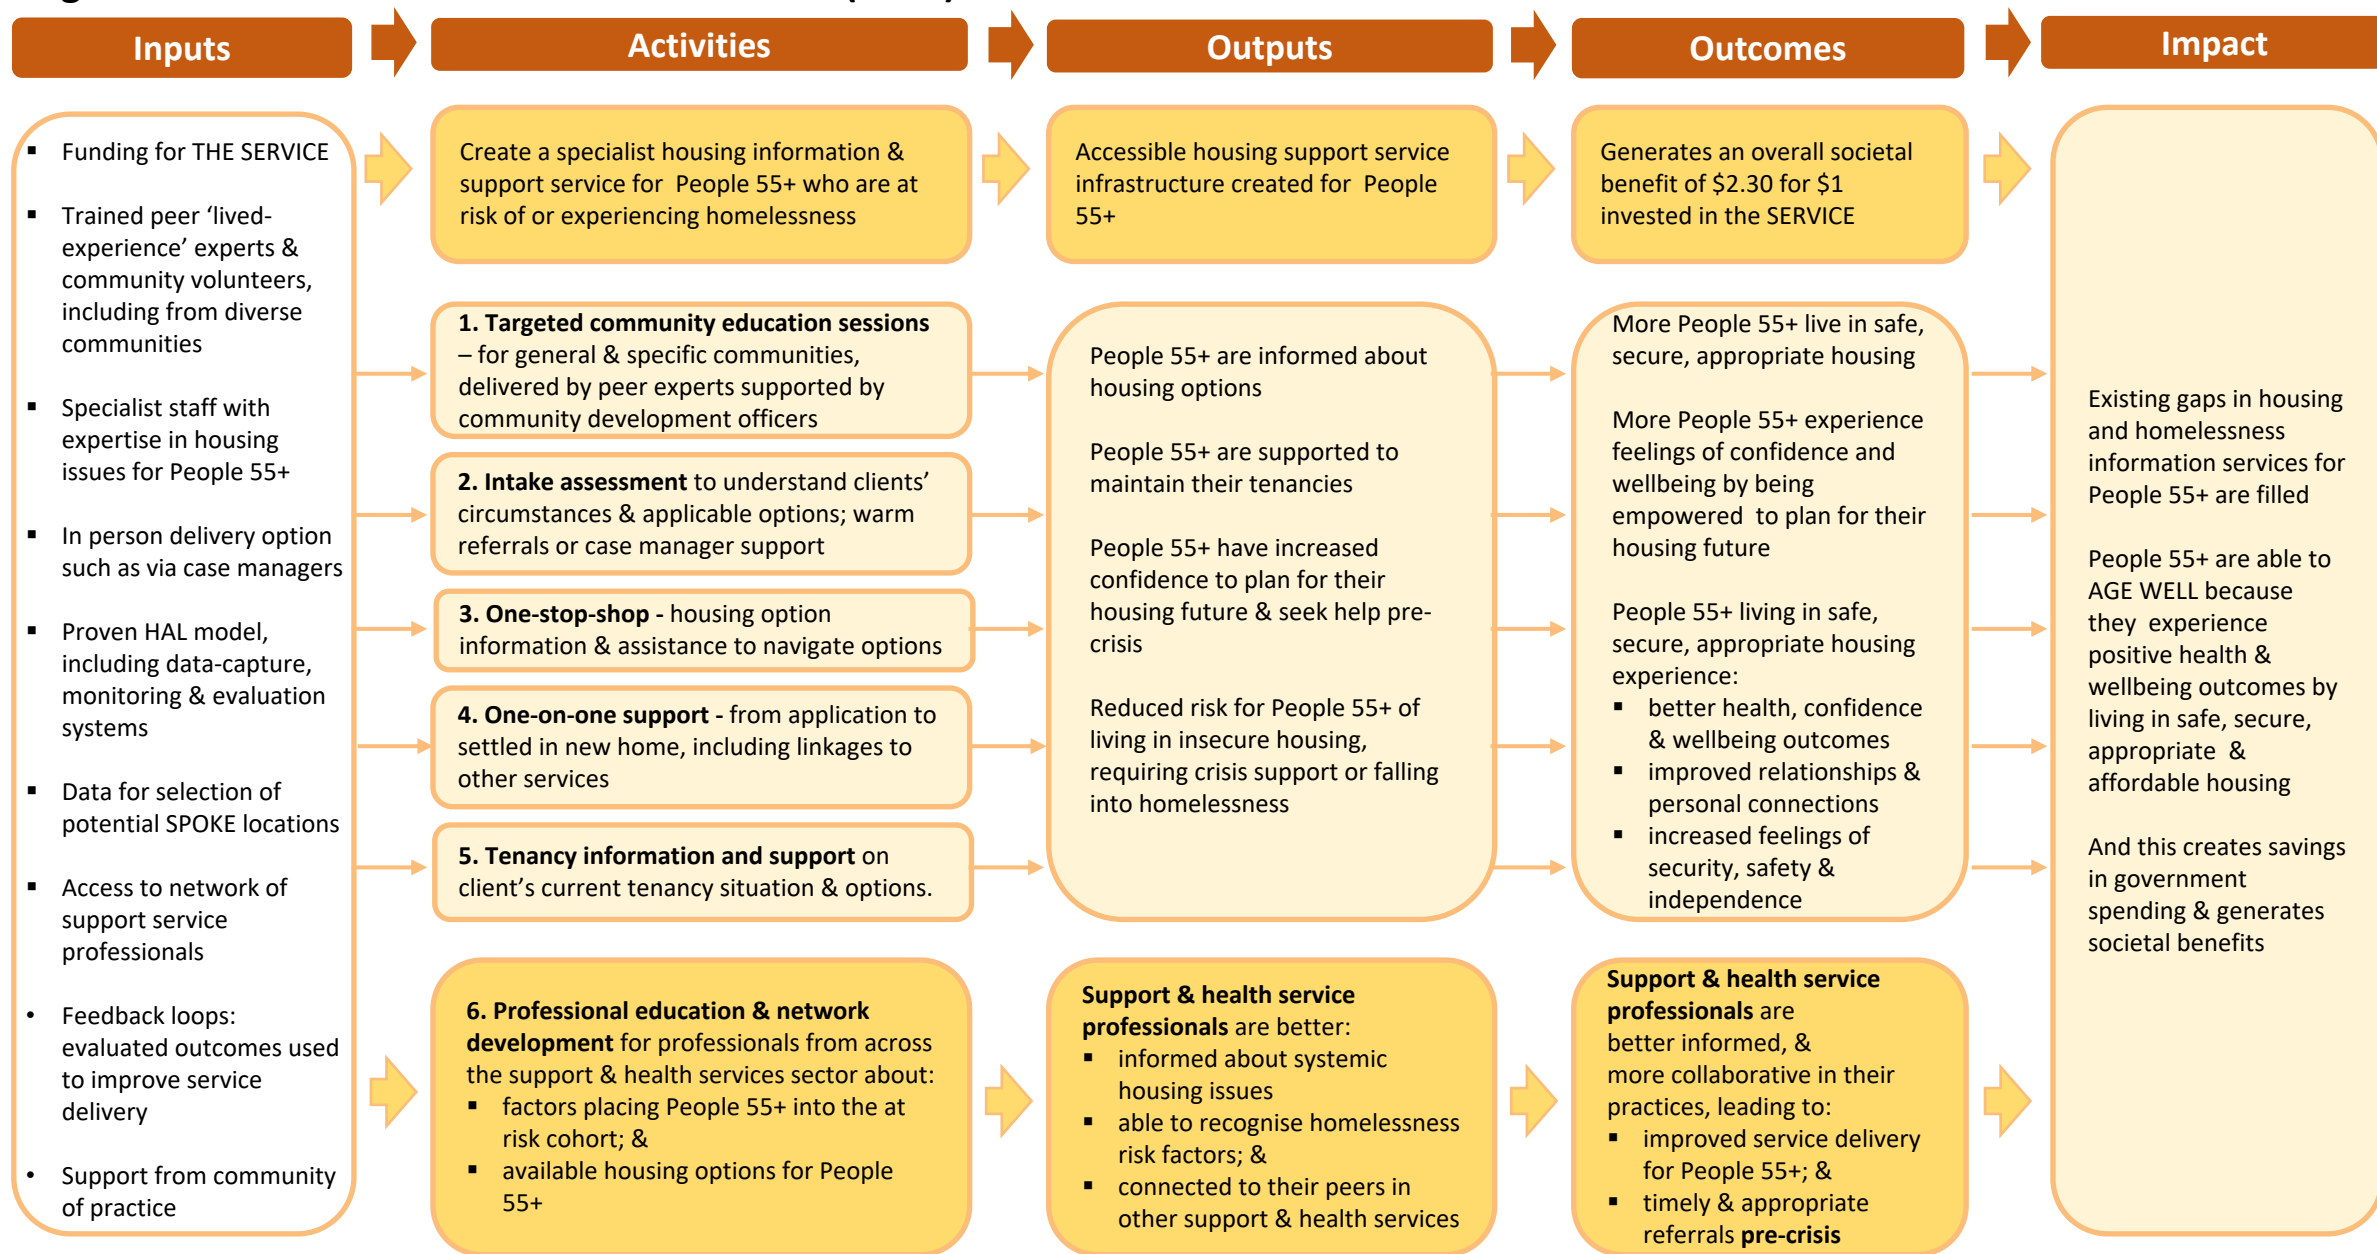 Inputs
Activities
Outputs
Outcomes
Impact
▪ Funding for THE SERVICE
▪ Trained peer ‘lived-
experience’ experts &
community volunteers,
including from diverse
communities
▪ Specialist staff with
expertise in housing
issues for People 55+
▪ In person delivery option
such as via case managers
▪ Proven HAL model,
including data-capture,
monitoring & evaluation
systems
▪ Data for selection of
potential SPOKE locations
▪ Access to network of
support service
professionals
• Feedback loops:
evaluated outcomes used
to improve service
delivery
• Support from community
of practice
Create a specialist housing information &
support service for People 55+ who are at
risk of or experiencing homelessness
1. Targeted community education sessions
– for general & specific communities,
delivered by peer experts supported by
community development officers
2. Intake assessment to understand clients’
circumstances & applicable options; warm
referrals or case manager support
3. One-stop-shop - housing option
information & assistance to navigate options
4. One-on-one support - from application to
settled in new home, including linkages to
other services
5. Tenancy information and support on
client’s current tenancy situation & options.
6. Professional education & network
development for professionals from across
the support & health services sector about:
▪ factors placing People 55+ into the at
risk cohort; &
▪ available housing options for People
55+
Accessible housing support service
infrastructure created for People
55+
People 55+ are informed about
housing options
People 55+ are supported to
maintain their tenancies
People 55+ have increased
confidence to plan for their
housing future & seek help pre-
crisis
Reduced risk for People 55+ of
living in insecure housing,
requiring crisis support or falling
into homelessness
Support & health service
professionals are better:
▪ informed about systemic
housing issues
▪ able to recognise homelessness
risk factors; &
▪ connected to their peers in
other support & health services
Generates an overall societal
benefit of $2.30 for $1
invested in the SERVICE
More People 55+ live in safe,
secure, appropriate housing
More People 55+ experience
feelings of confidence and
wellbeing by being
empowered to plan for their
housing future
People 55+ living in safe,
secure, appropriate housing
experience:
▪ better health, confidence
& wellbeing outcomes
▪ improved relationships &
personal connections
▪ increased feelings of
security, safety &
independence
Support & health service
professionals are
better informed, &
more collaborative in their
practices, leading to:
▪ improved service delivery
for People 55+; &
▪ timely & appropriate
referrals pre-crisis
Existing gaps in housing
and homelessness
information services for
People 55+ are filled
People 55+ are able to
AGE WELL because
they experience
positive health &
wellbeing outcomes by
living in safe, secure,
appropriate &
affordable housing
And this creates savings
in government
spending & generates
societal benefits